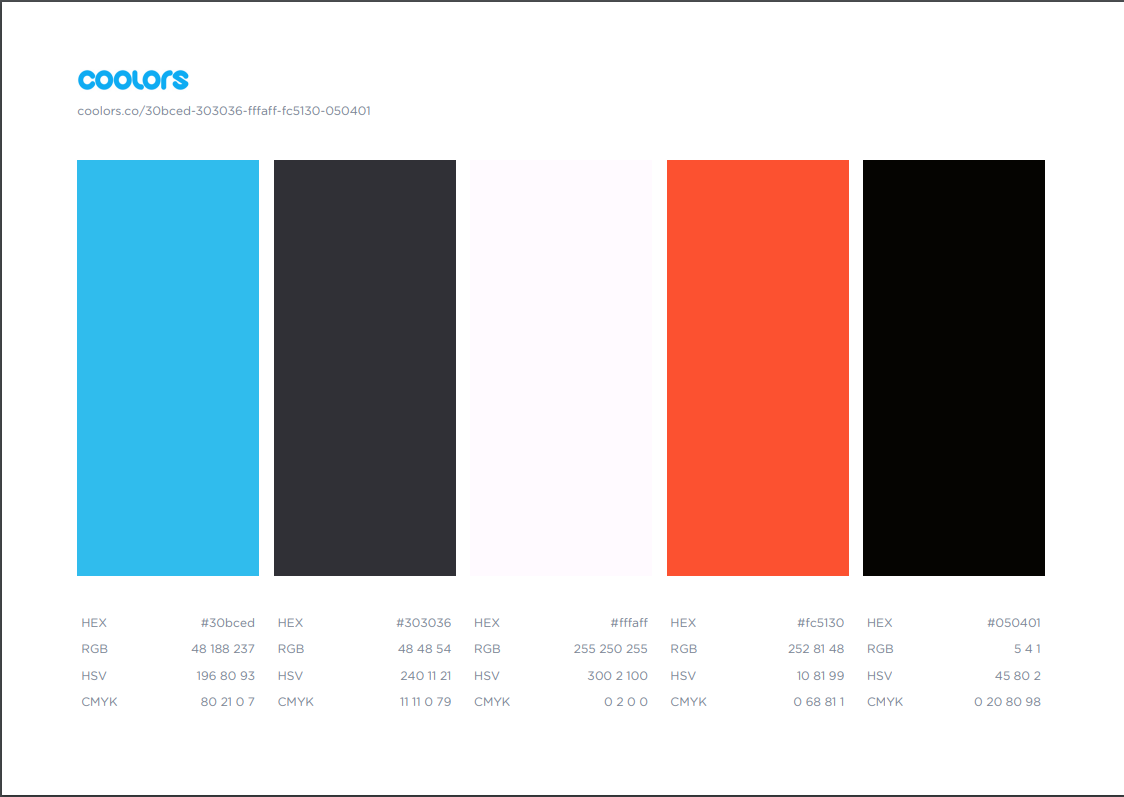 coolors
coolors.co/30bced-303036-fffaff-fc5130-050401
HEX #30bced HEX #303036 HEX #fffaff HEX #fc5130 HEX #050401
RGB 48 188 237 RGB 48 48 54 RGB 255 250 255 RGB 252 81 48 RGB 5 4 1
HSV 196 80 93 HSV 240 11 21 HSV 300 2 100 HSV 10 81 99 HSV 45 80 2
CMYK 80 21 0 7 CMYK 11 11 0 79 CMYK 0 2 0 0 CMYK 0 68 81 1 CMYK 0 20 80 98